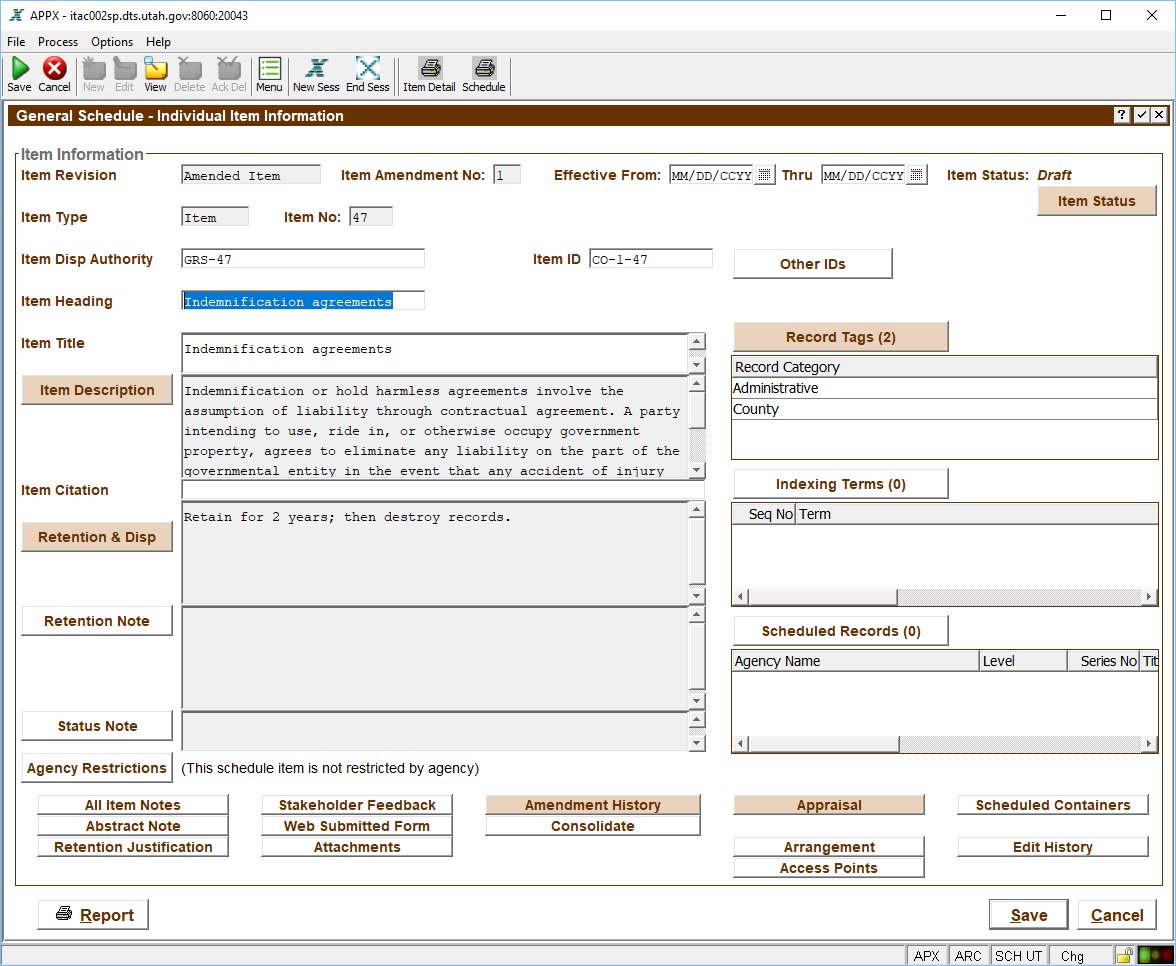 APPX - itac002sp.dts.utah.gov:8060:20043
File Process Options Help
Save Cancel New Edit View Delete Ack Del Menu New Sess End Sess Item Detail Schedule
General Schedule - Individual Item Information
Item Information
Item Revision Amended Item Item Amendment No: 1 Effective From: MM/DD/CCYY Thru MM/DD/CCYY Item Status: Draft
Item Status
Item Type Item Item No: 47
Item Disp Authority GRS-47 Item ID CO-1-47 Other IDs
Item Heading Indemnification agreements
Item Title Indemnification agreements
Record Tags (2)
Record Category
Administrative
County
Item Description
Indemnification or hold harmless agreements involve the
assumption of liability through contractual agreement. A party
intending to use, ride in, or otherwise occupy government
property, agrees to eliminate any liability on the part of the
governmental entity in the event that any accident of injury
Item Citation
Indexing Terms (0)
Seq No Term
Retention & Disp
Retain for 2 years; then destroy records.
Retention Note
Scheduled Records (0)
Agency Name Level Series No Tit
Status Note
Agency Restrictions (This schedule item is not restricted by agency)
All Item Notes Stakeholder Feedback Amendment History Appraisal Scheduled Containers
Abstract Note Web Submitted Form Consolidate
Retention Justification Attachments Arrangement Edit History
Access Points
Report Save Cancel
APX ARC SCH UT Chg